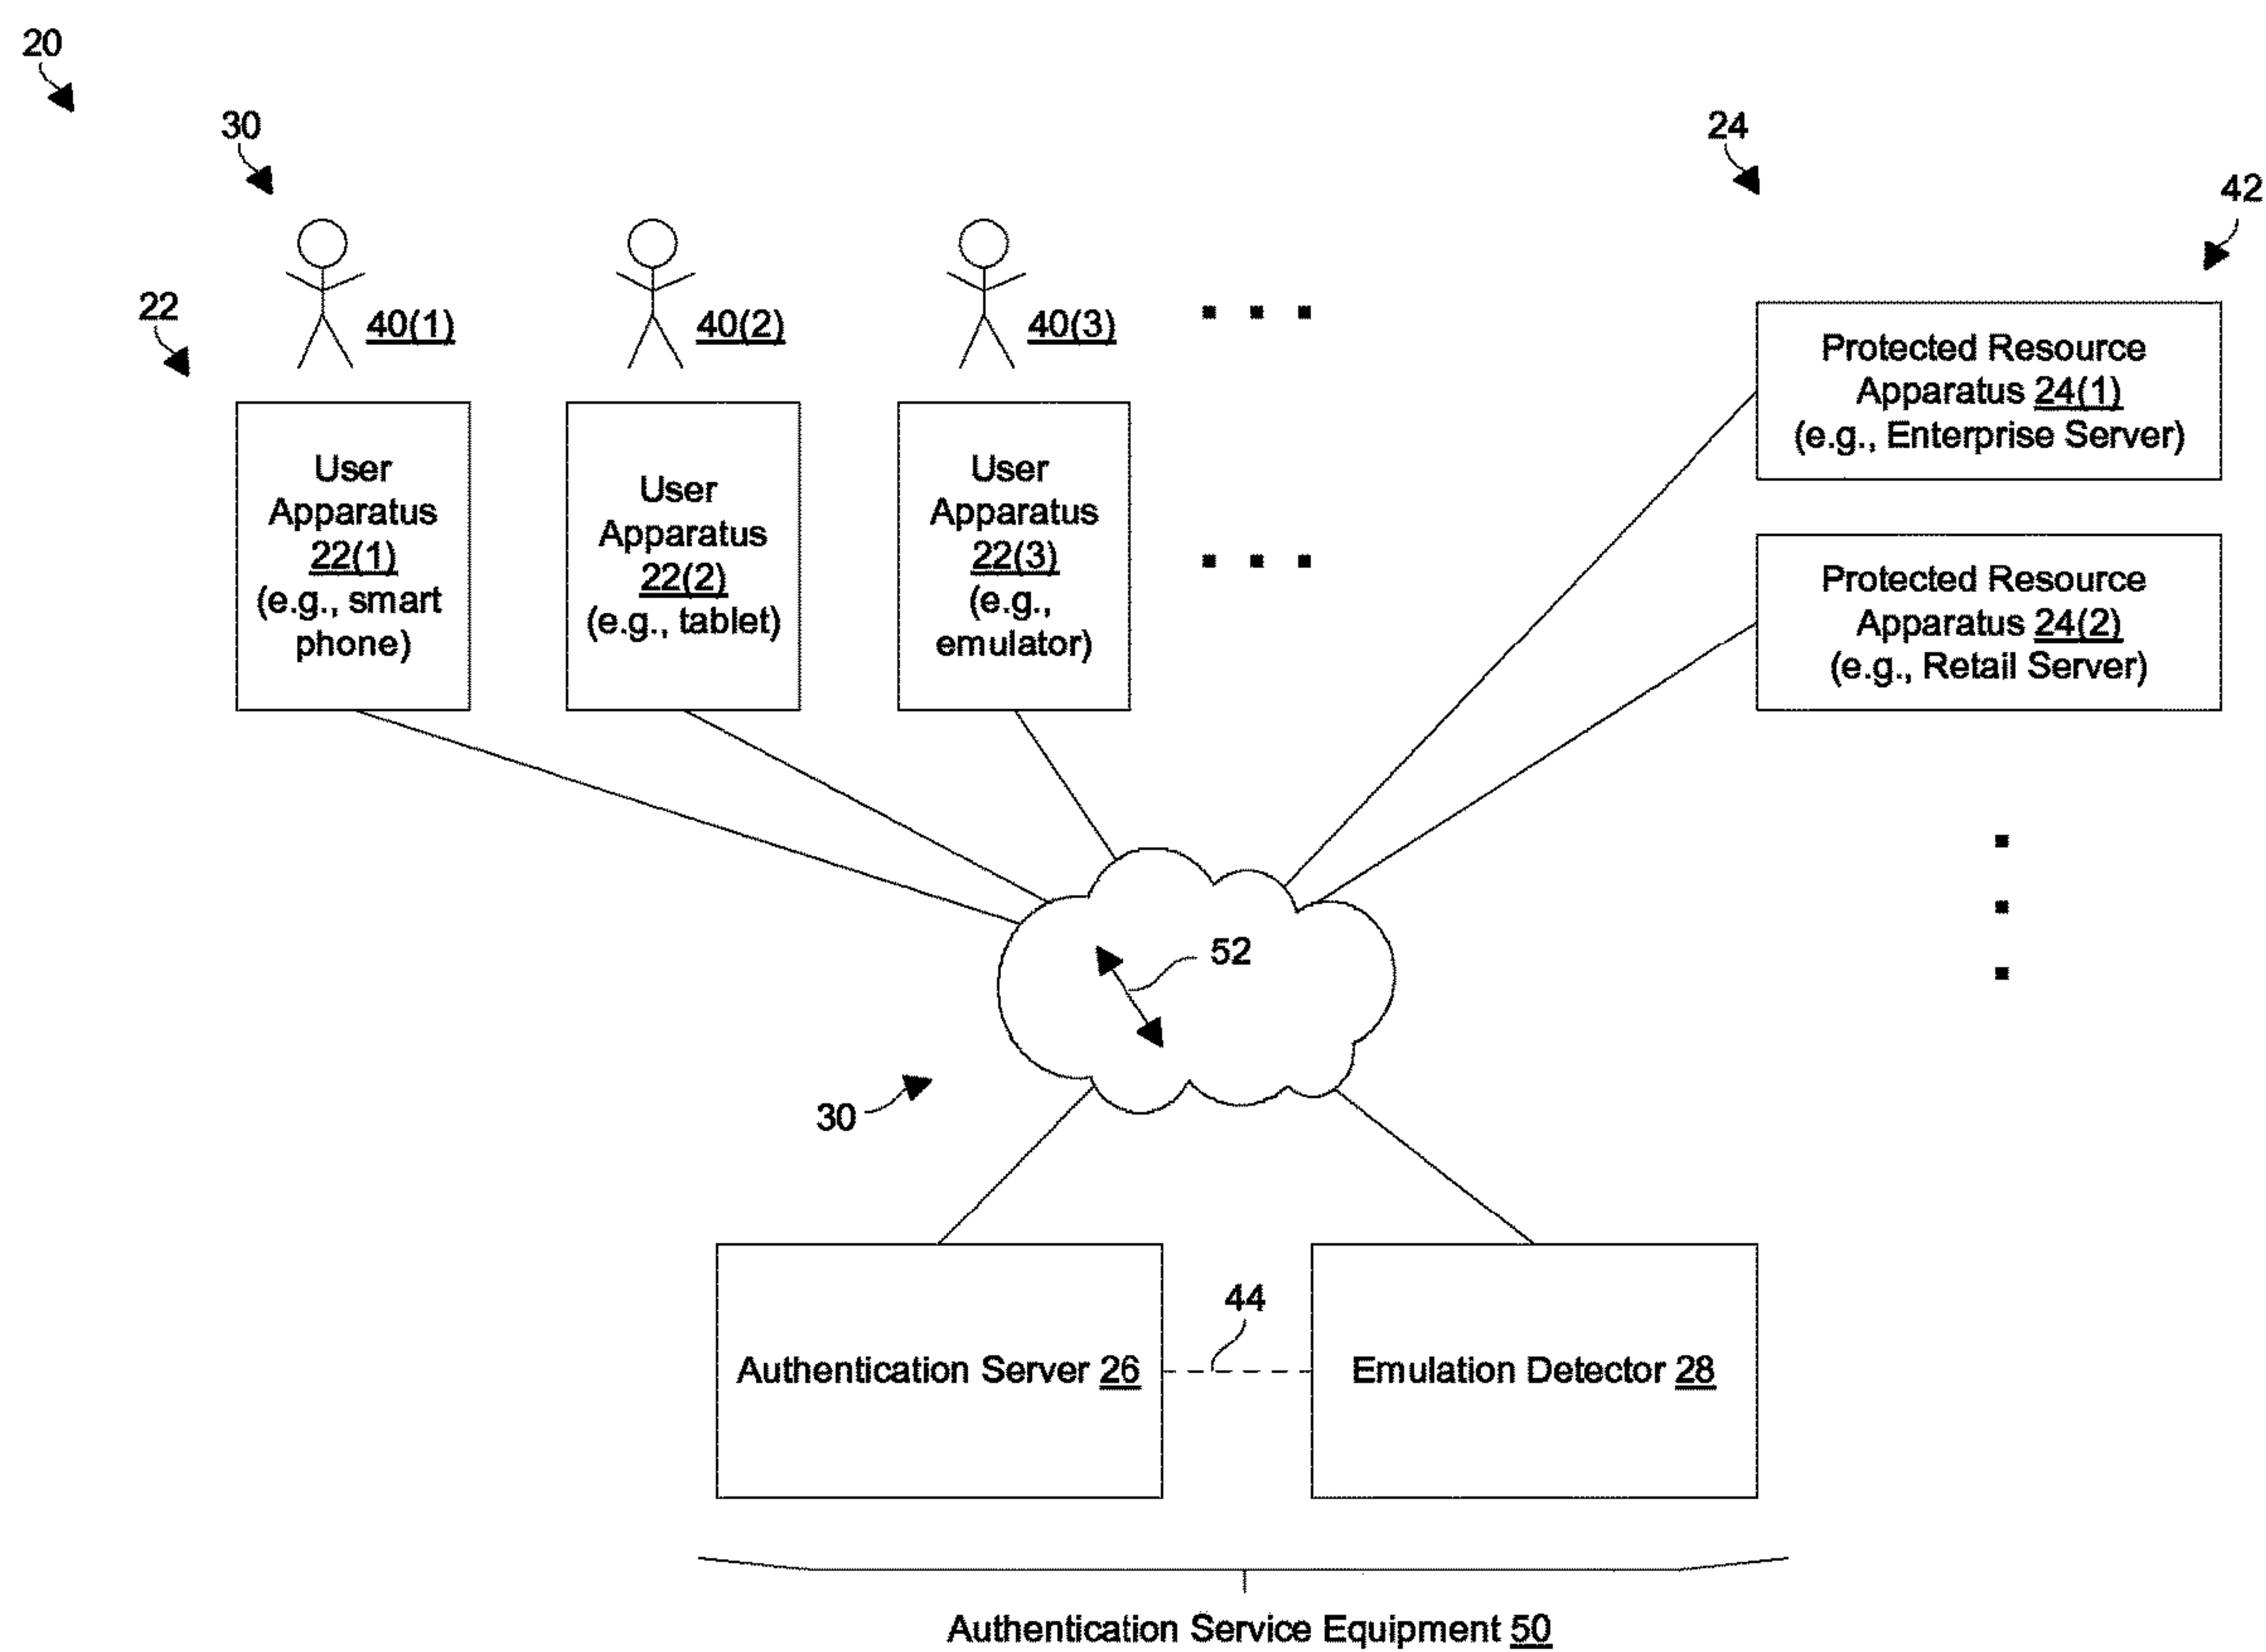 20
30
24
42
22
40(1)
40(2)
40(3)
Protected Resource
Apparatus 24(1)
(e.g., Enterprise Server)
User
Apparatus
22(1)
(e.g., smart
phone)
User
Apparatus
22(2)
(e.g., tablet)
User
Apparatus
22(3)
(e.g.,
emulator)
Protected Resource
Apparatus 24(2)
(e.g., Retail Server)
52
30
44
Authentication Server 26
Emulation Detector 28
Authentication Service Equipment 50